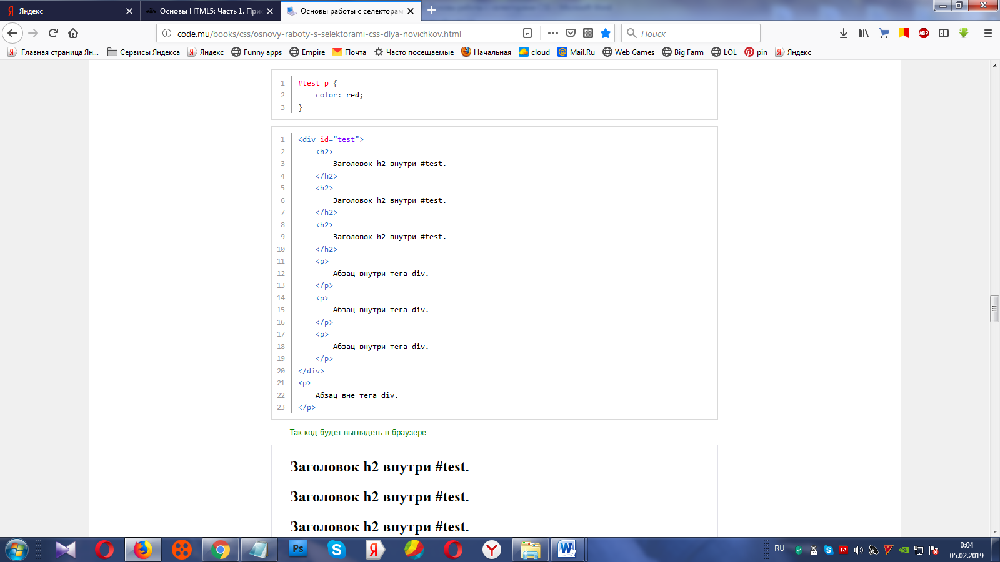 Яндекс
Основы HTML5: Часть 1. При
Основы работы с селекторам
code.mu/books/css/osnovy-raboty-s-selektorami-css-dlya-novichkov.html
Поиск
ABP
Главная страница Ян...
Сервисы Яндекса
Яндекс
Funny apps
Empire
Почта
Часто посещаемые
Начальная
cloud
Mail.Ru
Web Games
Big Farm
LOL
pin
Яндекс
1 #test p {
2 color: red;
3 }
1 <div id="test">
2 <h2>
3 Заголовок h2 внутри #test.
4 </h2>
5 <h2>
6 Заголовок h2 внутри #test.
7 </h2>
8 <h2>
9 Заголовок h2 внутри #test.
10 </h2>
11 <p>
12 Абзац внутри тега div.
13 </p>
14 <p>
15 Абзац внутри тега div.
16 </p>
17 <p>
18 Абзац внутри тега div.
19 </p>
20 </div>
21 <p>
22 Абзац вне тега div.
23 </p>
Так код будет выглядеть в браузере:
Заголовок h2 внутри #test.
Заголовок h2 внутри #test.
Заголовок h2 внутри #test.
Ps
RU
0:04
05.02.2019